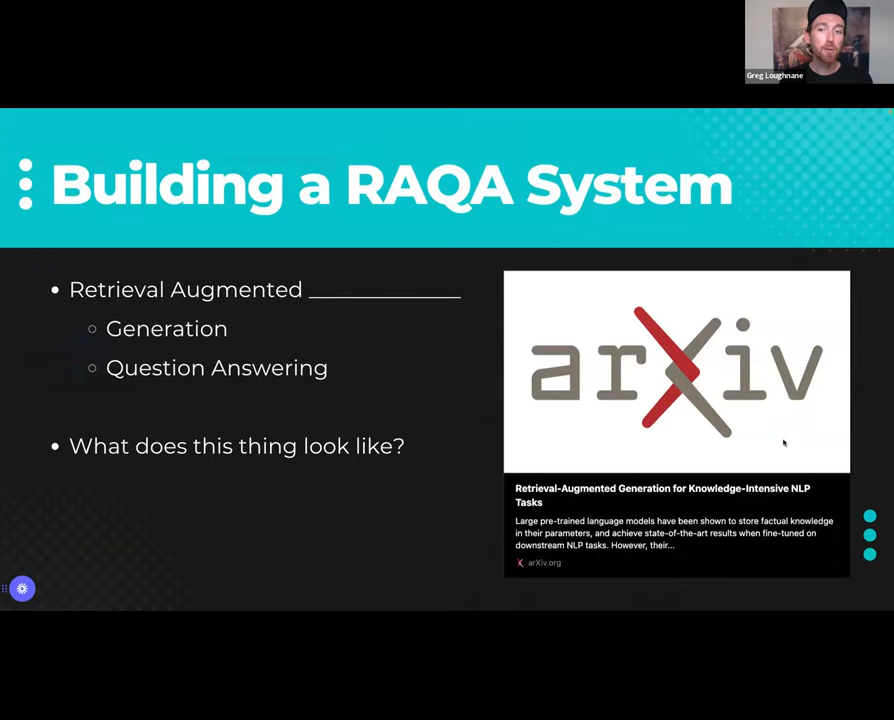 Greg Loughnane
Building a RAQA System
Retrieval Augmented ______________
Generation
Question Answering
What does this thing look like?
arXiv
Retrieval-Augmented Generation for Knowledge-Intensive NLP
Tasks
Large pre-trained language models have been shown to store factual knowledge
in their parameters, and achieve state-of-the-art results when fine-tuned on
downstream NLP tasks. However, their...
arXiv.org